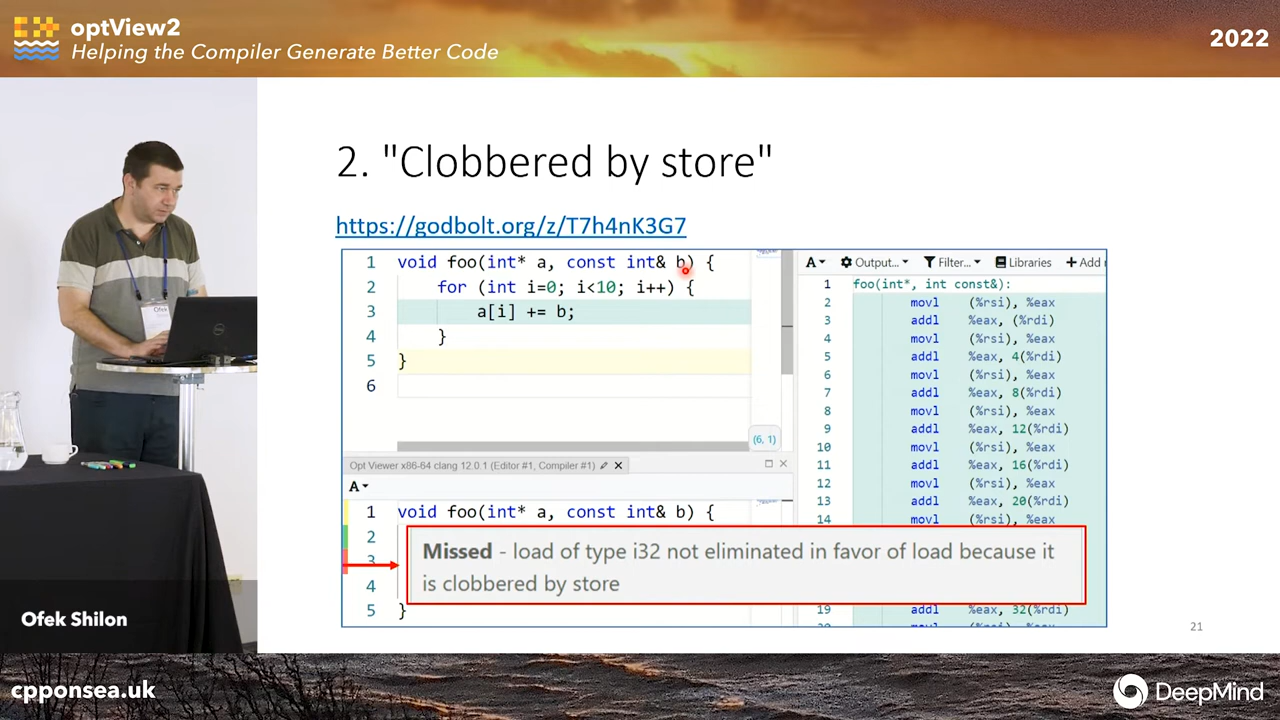 optView2
Helping the Compiler Generate Better Code
2022
2. "Clobbered by store"
https://godbolt.org/z/T7h4nK3G7
1 void foo(int* a, const int& b) {
2 for (int i=0; i<10; i++) {
3 a[i] += b;
4 }
5 }
6
(6, 1)
Opt Viewer x86-64 clang 12.0.1 (Editor #1, Compiler #1)
A
1 void foo(int* a, const int& b) {
2
3
4
5 }
Missed - load of type i32 not eliminated in favor of load because it
is clobbered by store
A Output... Filter... Libraries + Add
1 foo(int*, int const&):
2 movl (%rsi), %eax
3 addl %eax, (%rdi)
4 movl (%rsi), %eax
5 addl %eax, 4(%rdi)
6 movl (%rsi), %eax
7 addl %eax, 8(%rdi)
8 movl (%rsi), %eax
9 addl %eax, 12(%rdi)
10 movl (%rsi), %eax
11 addl %eax, 16(%rdi)
12 movl (%rsi), %eax
13 addl %eax, 20(%rdi)
14 movl (%rsi), %eax
19 addl %eax, 32(%rdi)
21
Ofek Shilon
cpponsea.uk
DeepMind